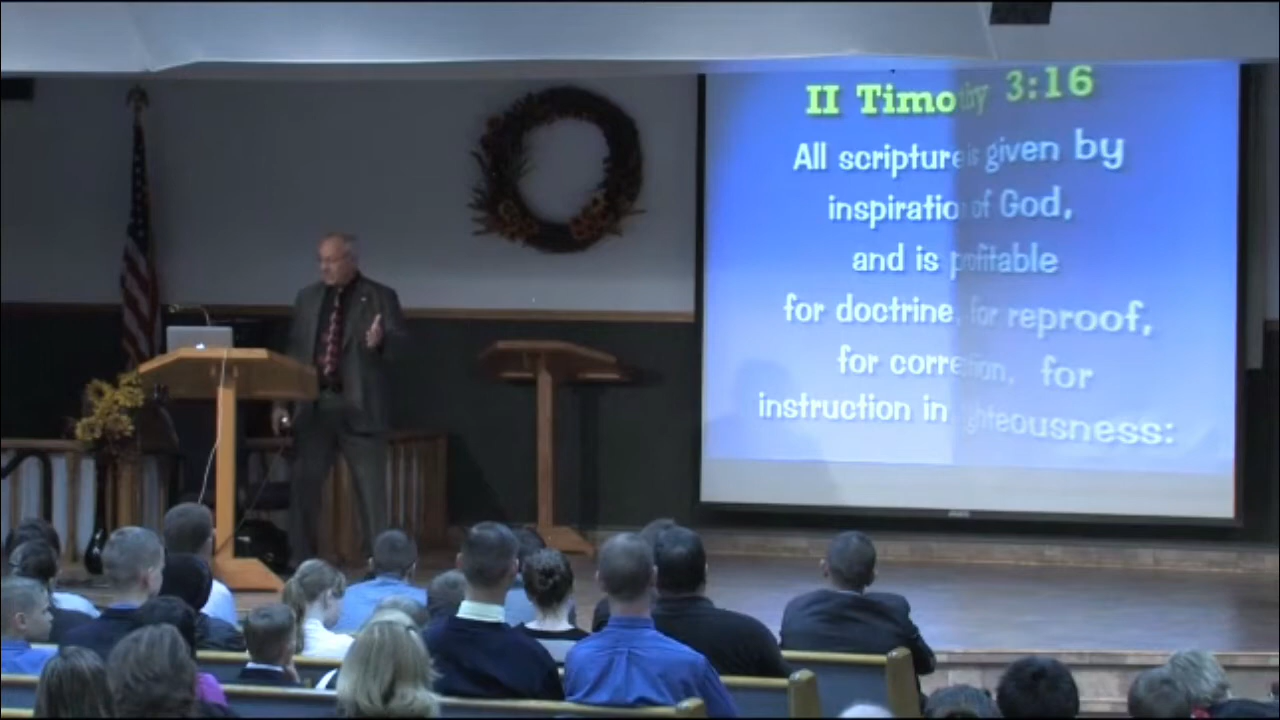 II Timothy 3:16
All scripture is given by
inspiration of God,
and is profitable
for doctrine, for reproof,
for correction, for
instruction in righteousness: